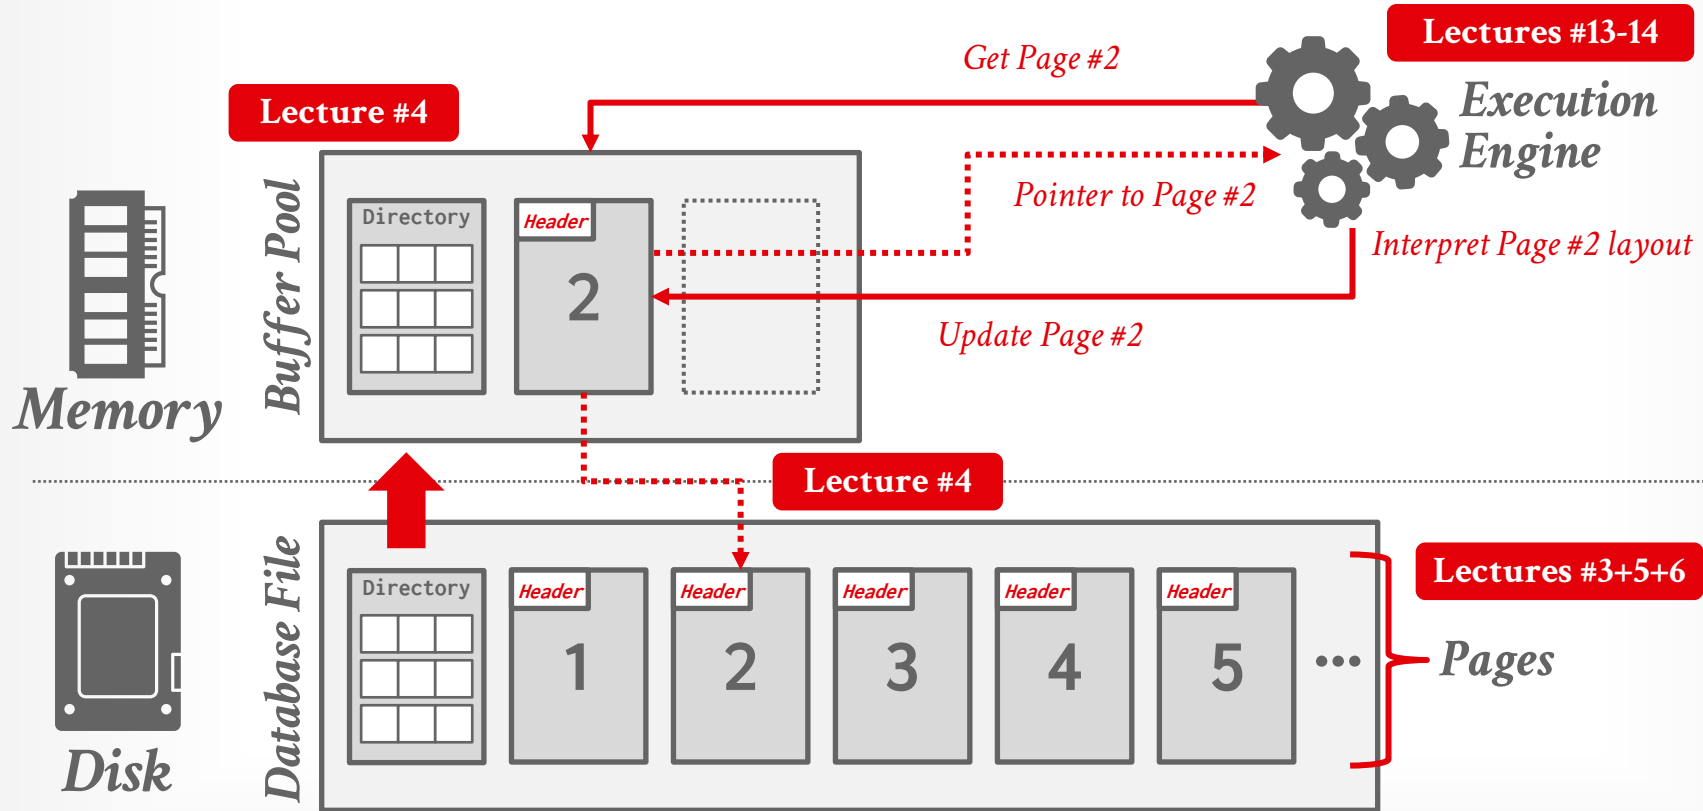 Lectures #13-14
Get Page #2
Execution
Engine
Lecture #4
Pointer to Page #2
Interpret Page #2 layout
Update Page #2
Memory
Buffer Pool
Directory
Header
2
Lecture #4
Disk
Database File
Directory
Header
1
Header
2
Header
3
Header
4
Header
5
...
Lectures #3+5+6
Pages